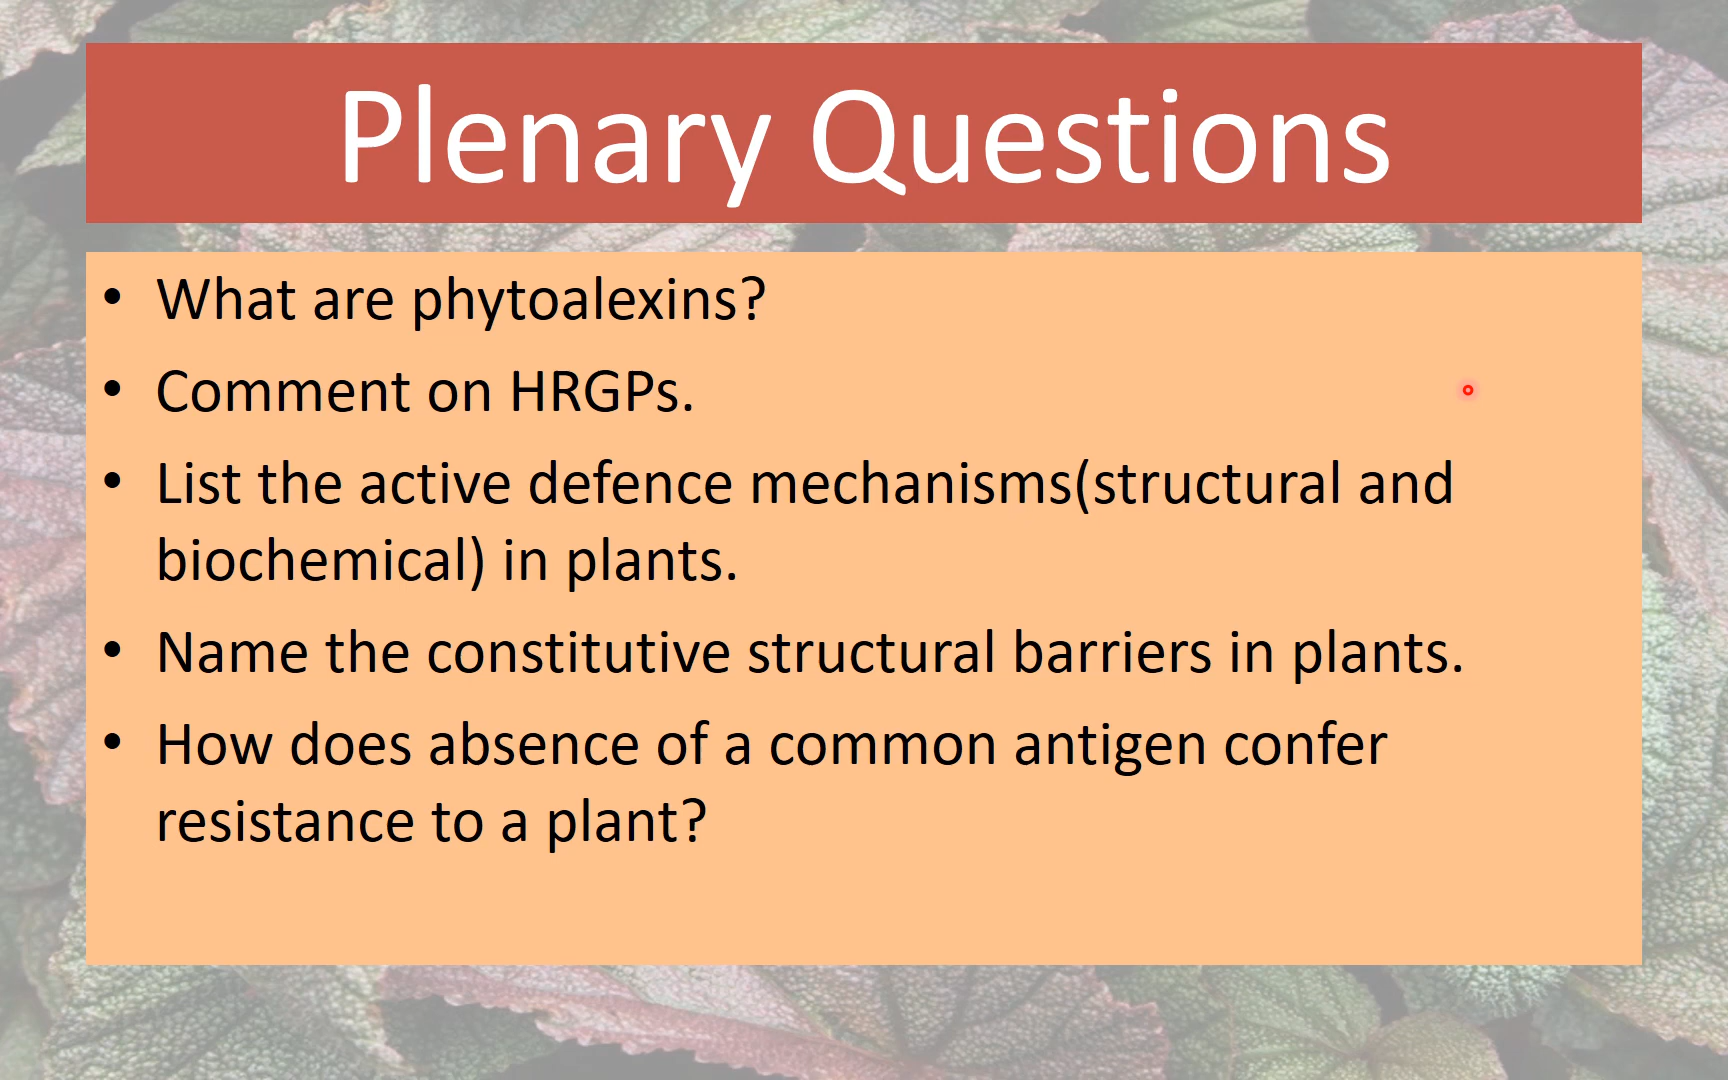 Plenary Questions
• What are phytoalexins?
• Comment on HRGPs.
• List the active defence mechanisms(structural and
biochemical) in plants.
• Name the constitutive structural barriers in plants.
• How does absence of a common antigen confer
resistance to a plant?